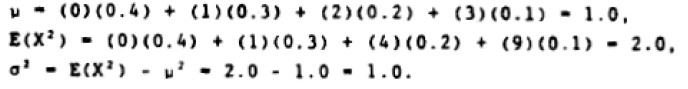 μ = (0)(0.4) + (1)(0.3) + (2)(0.2) + (3)(0.1) = 1.0,
E(X²) = (0)(0.4) + (1)(0.3) + (4)(0.2) + (9)(0.1) = 2.0,
σ² = E(X²) - μ² = 2.0 - 1.0 = 1.0.